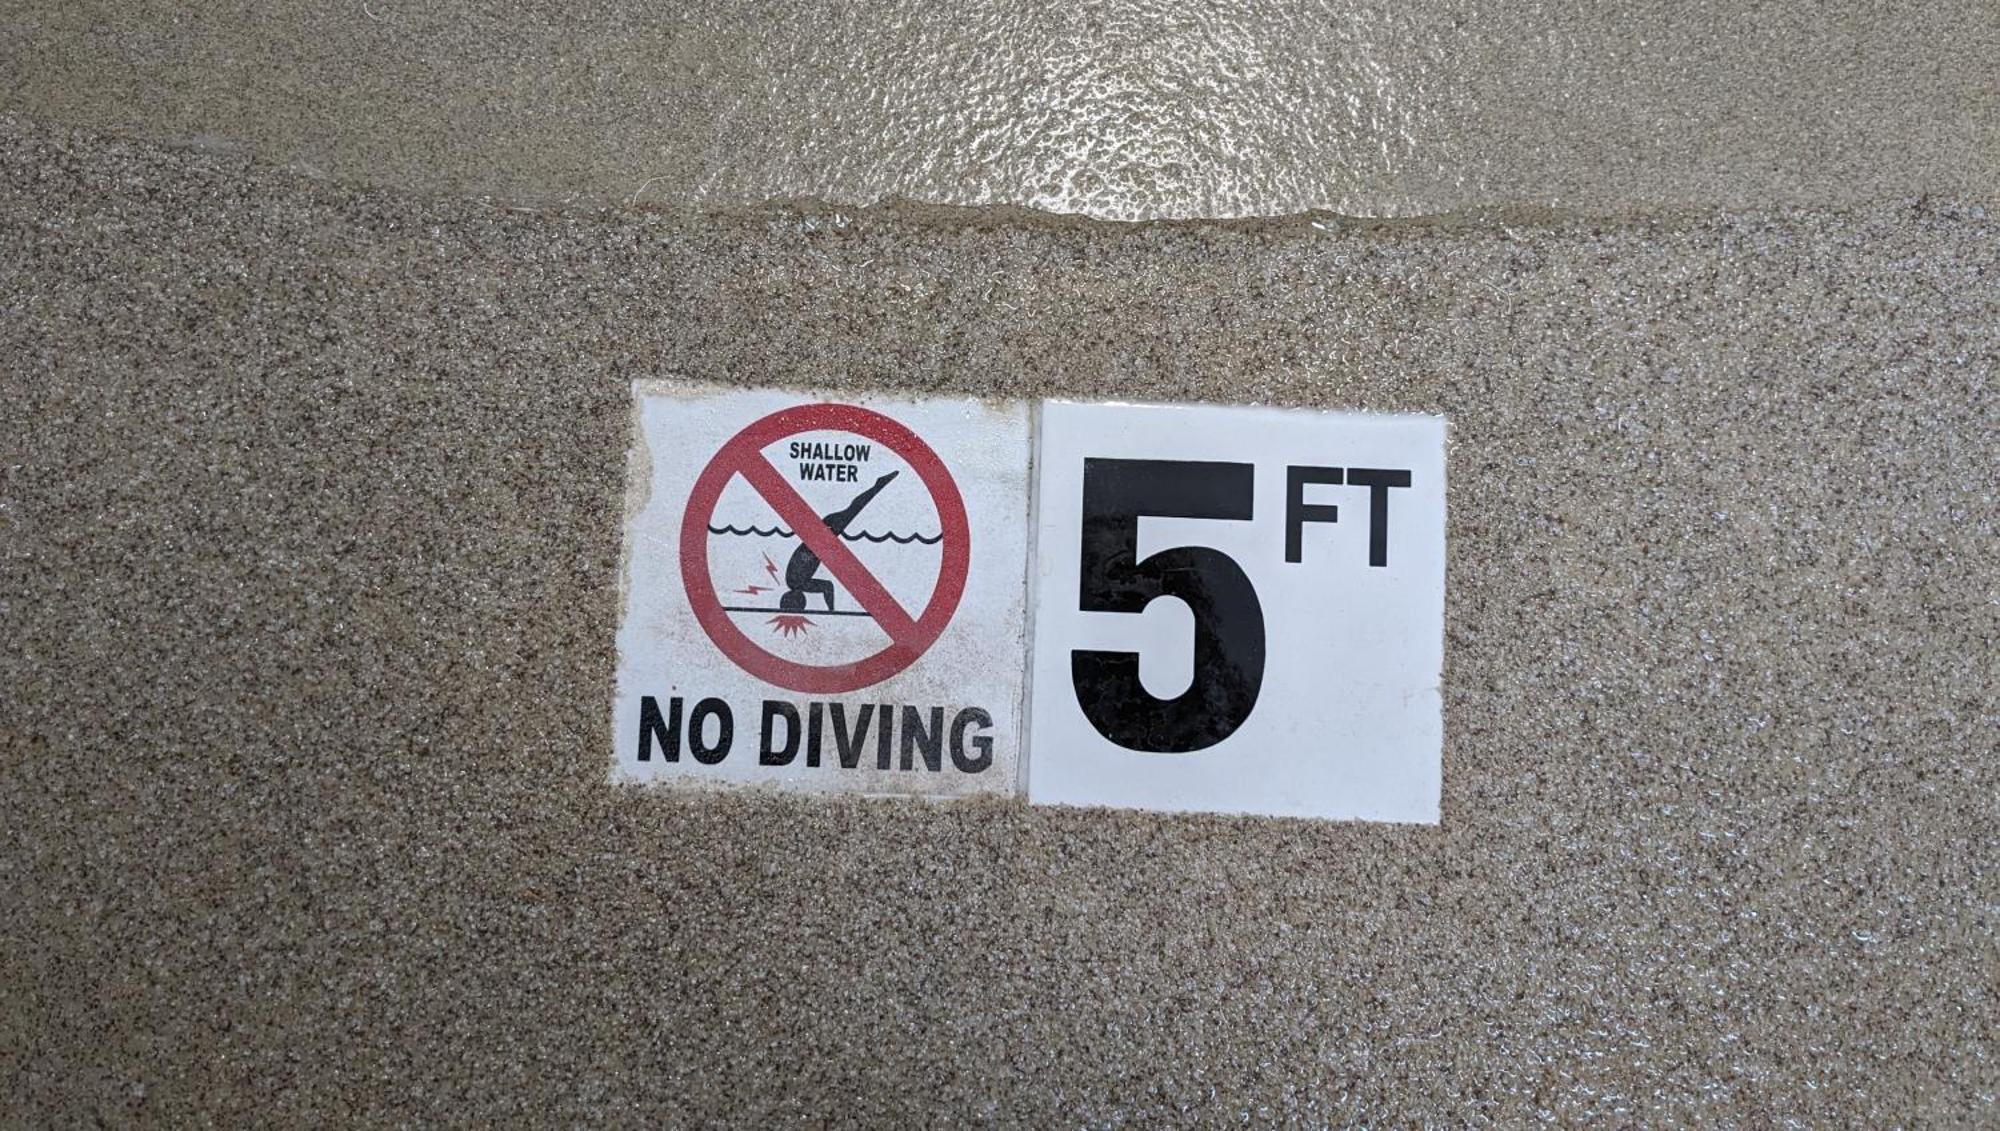 SHALLOW
WATER
NO DIVING
5 FT